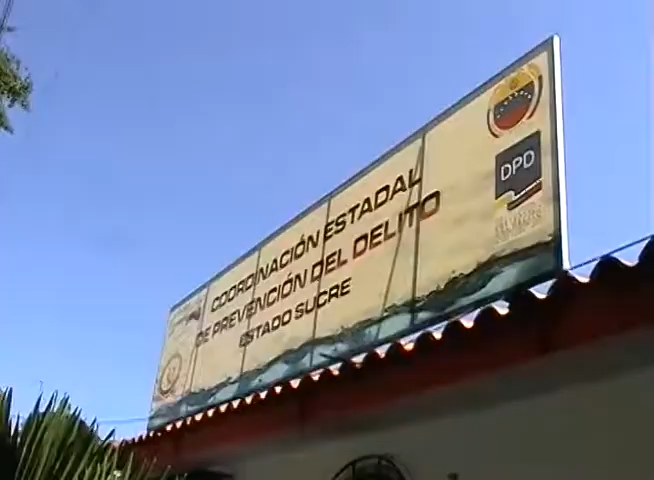 COORDINACIÓN ESTADAL
DE PREVENCIÓN DEL DELITO
ESTADO SUCRE
DPD